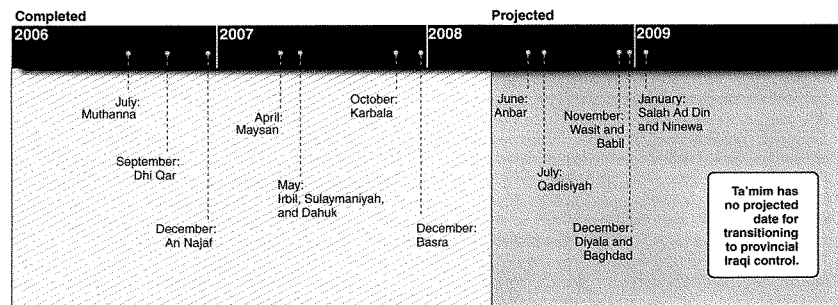 Completed
Projected
2006
2007
2008
2009
July:
Muthanna
September:
Dhi Qar
December:
An Najaf
April:
Maysan
May:
Irbil, Sulaymaniyah,
and Dahuk
October:
Karbala
December:
Basra
June:
Anbar
July:
Qadisiyah
November:
Wasit and
Babil
December:
Diyala and
Baghdad
January:
Salah Ad Din
and Ninewa
Ta'mim has
no projected
date for
transitioning
to provincial
Iraqi control.